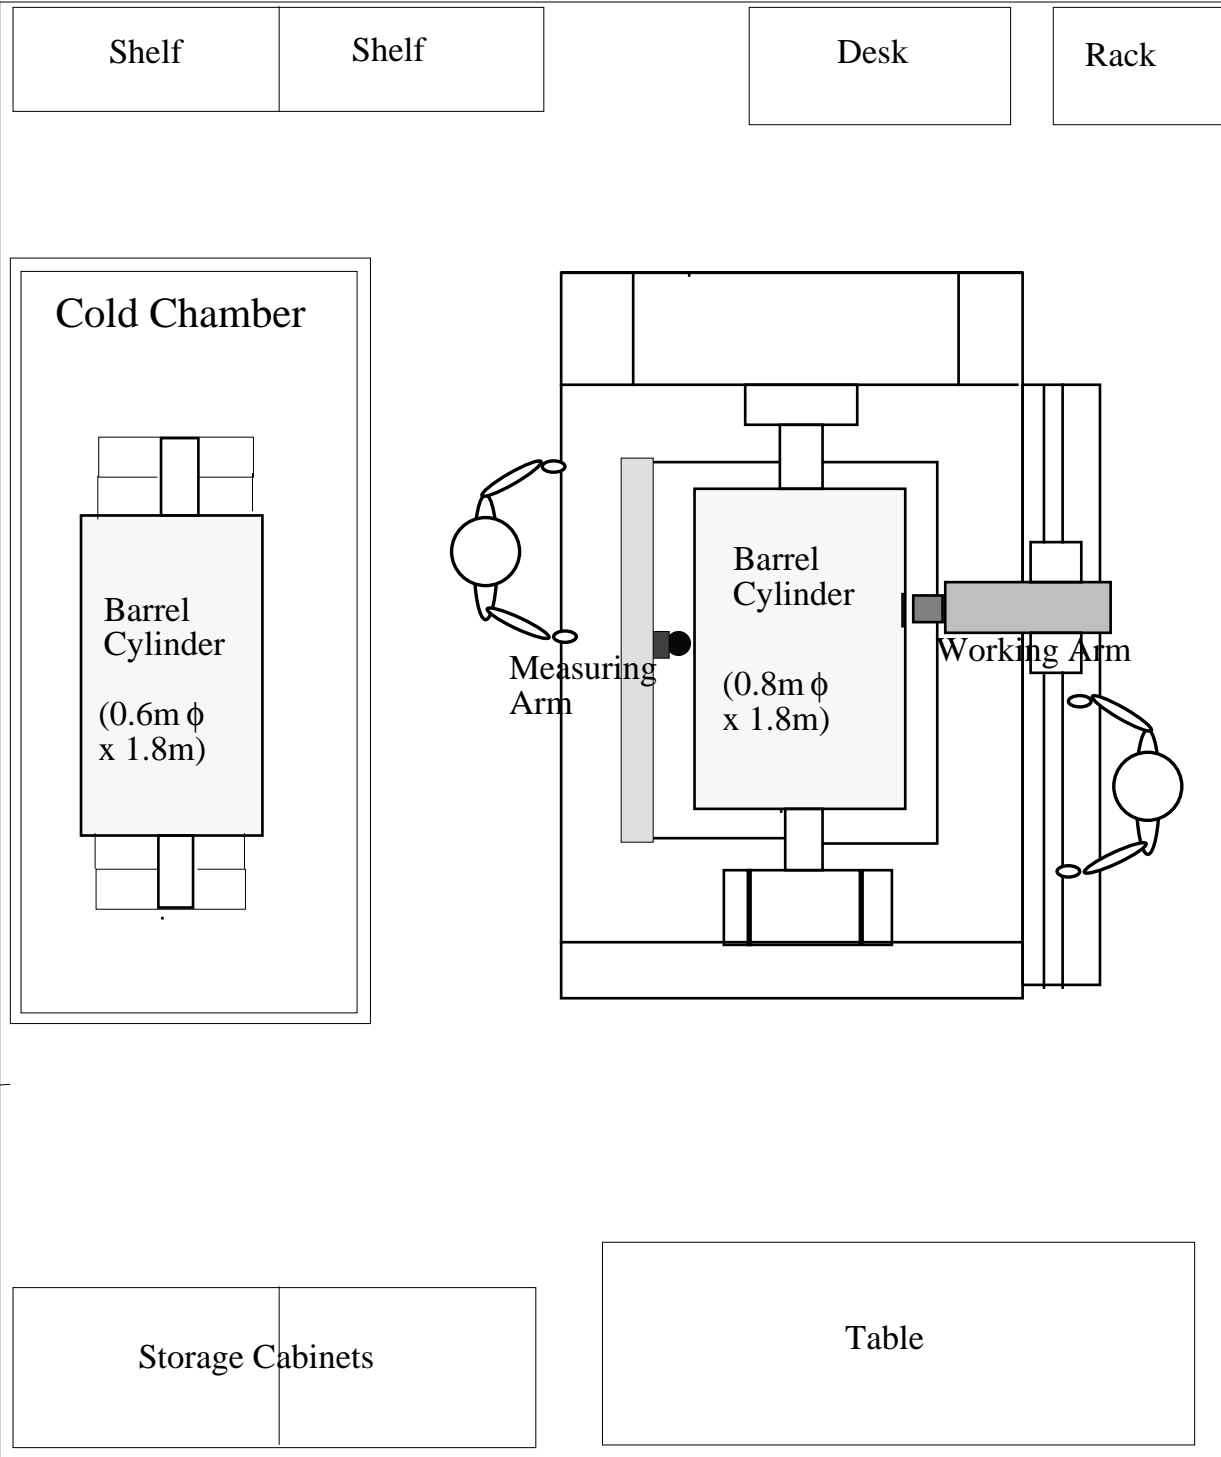 Shelf
Shelf
Desk
Rack
Cold Chamber
Barrel
Cylinder
(0.6m ϕ
x 1.8m)
Measuring
Arm
Barrel
Cylinder
(0.8m ϕ
x 1.8m)
Working Arm
Storage Cabinets
Table